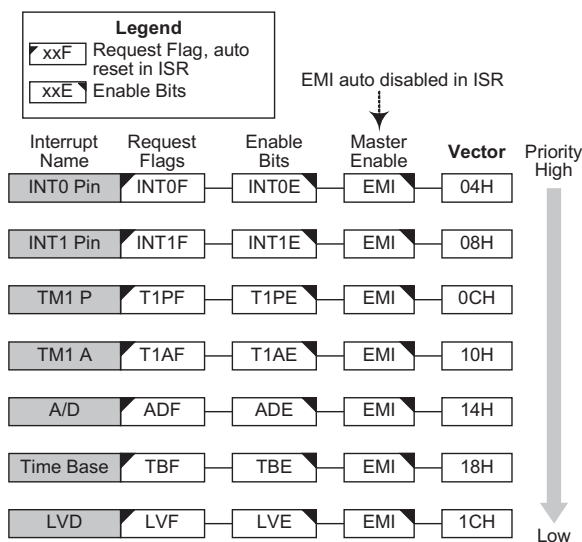 Legend
xxF Request Flag, auto
reset in ISR
xxE Enable Bits
EMI auto disabled in ISR
Interrupt Name Request Flags Enable Bits Master Enable Vector Priority
High
INT0 Pin INT0F INT0E EMI 04H
INT1 Pin INT1F INT1E EMI 08H
TM1 P T1PF T1PE EMI 0CH
TM1 A T1AF T1AE EMI 10H
A/D ADF ADE EMI 14H
Time Base TBF TBE EMI 18H
LVD LVF LVE EMI 1CH
Low